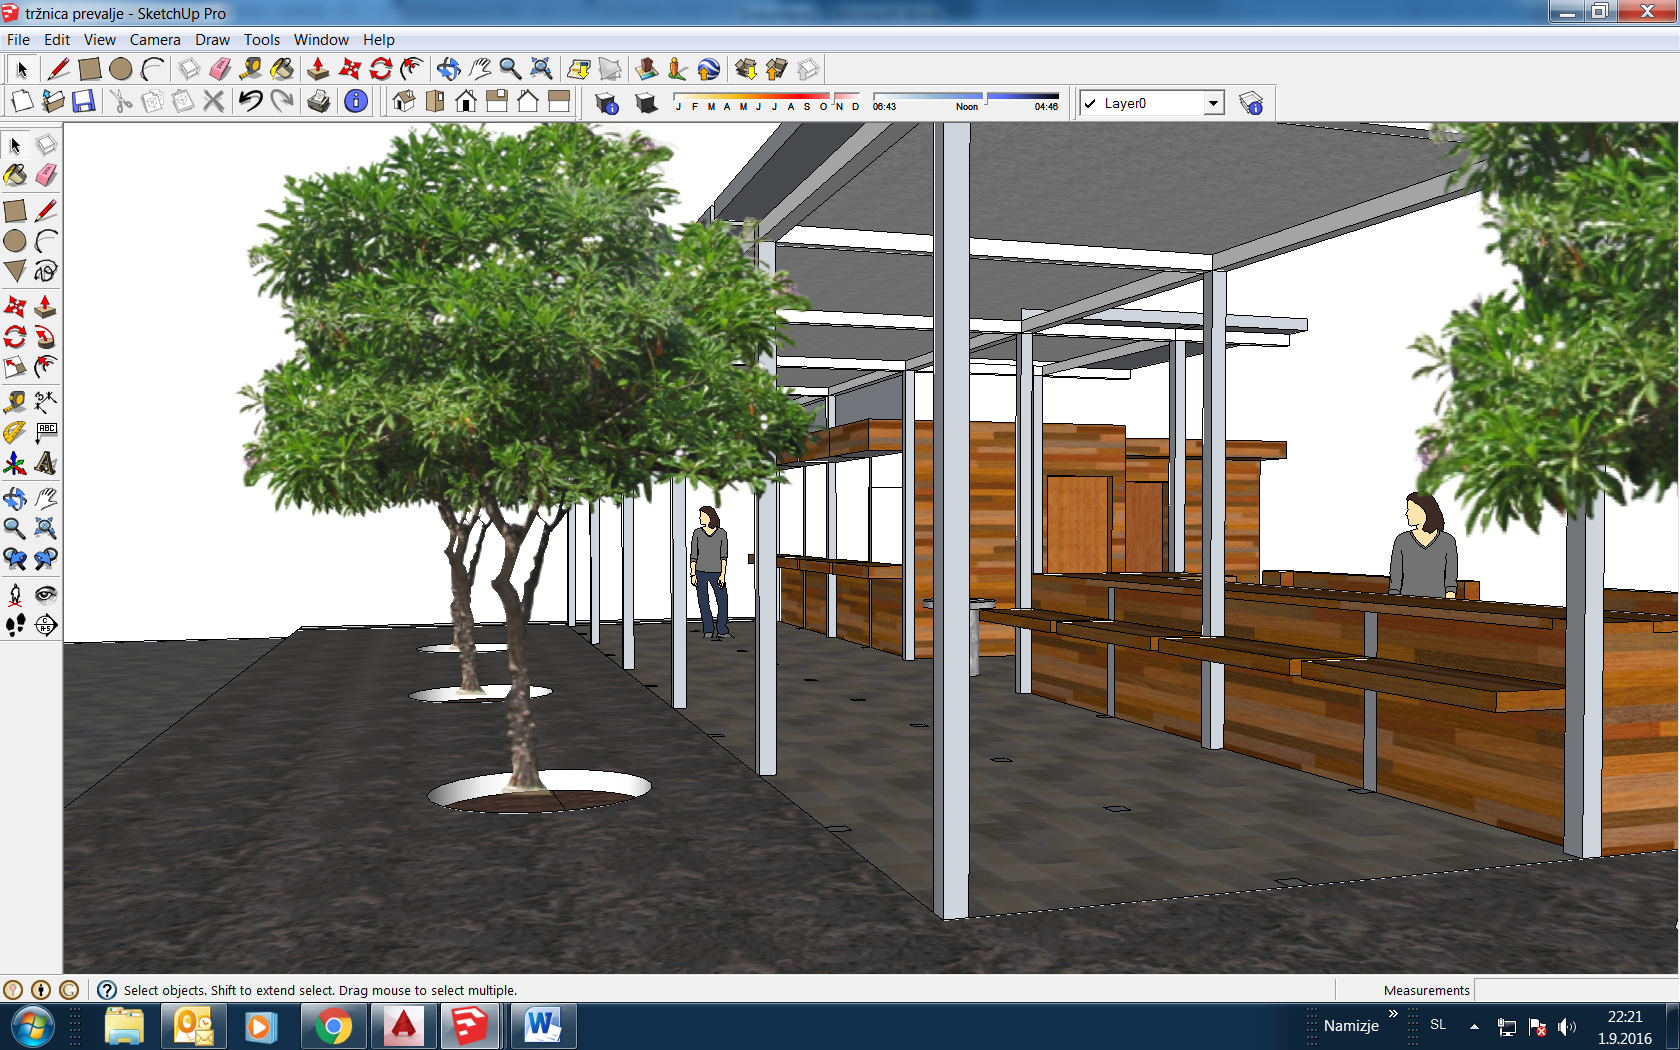 tržnica prevalje - SketchUp Pro
File Edit View Camera Draw Tools Window Help
J F M A M J J A S O N D
06:43 Noon 04:46
Layer0
ABC
Select objects. Shift to extend select. Drag mouse to select multiple.
Measurements
Namizje
SL
22:21
1.9.2016